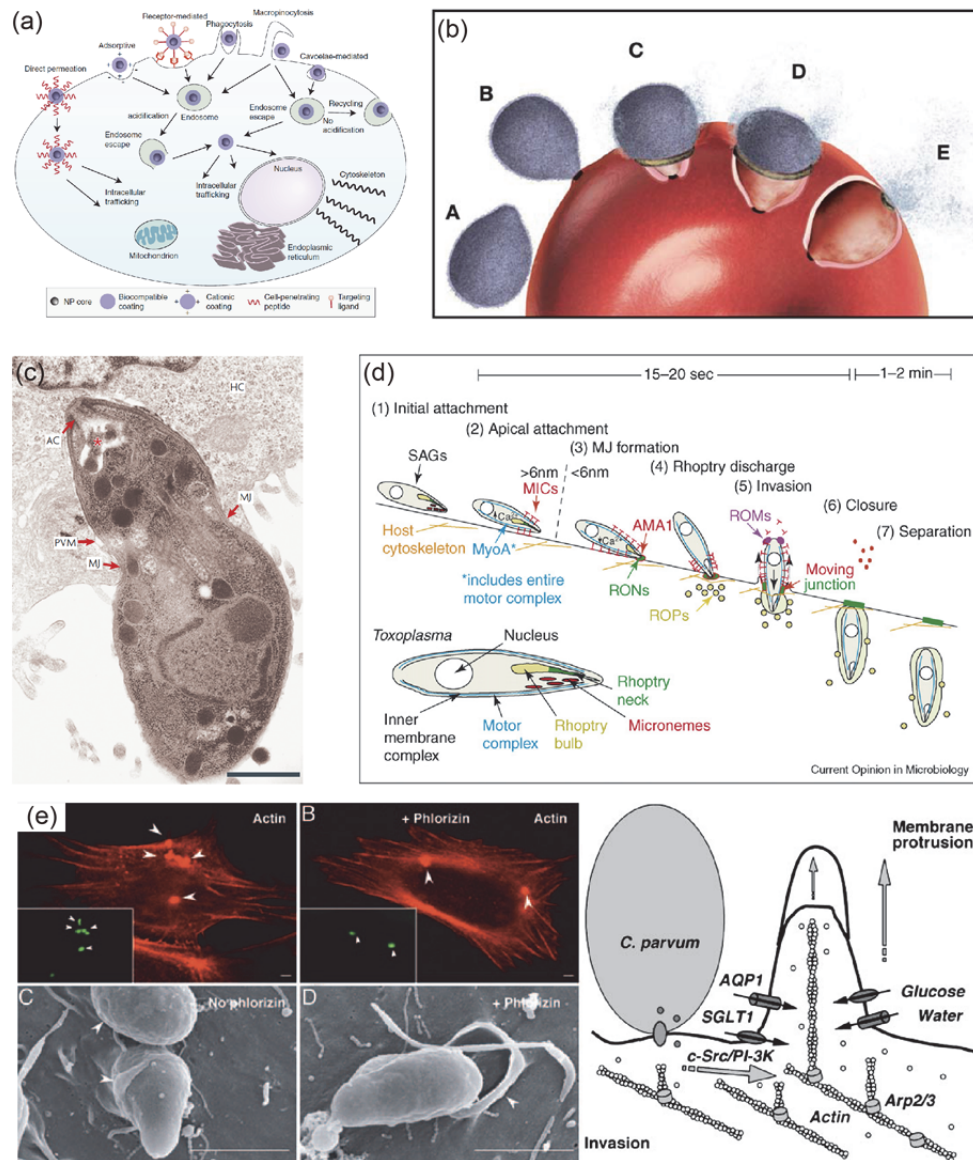 (a)
Macropinocytosis
Receptor-mediated
Phagocytosis
Adsorptive
Cavoelae-mediated
Direct permeation
acidification
Endosome
Endosome
escape
Recycling
No
acidification
Endosome
escape
Nucleus
Cytoskeleton
Intracellular
trafficking
Intracellular
trafficking
Mitochondrion
Endoplasmic
reticulum
NP core
Biocompatible
coating
Cationic
coating
Cell-penetrating
peptide
Targeting
ligand
(b)
A
B
C
D
E
(c)
HC
AC
*
MJ
PVM
MJ
(d)
15–20 sec
1–2 min
(1) Initial attachment
(2) Apical attachment
(3) MJ formation
>6nm
<6nm
(4) Rhoptry discharge
(5) Invasion
(6) Closure
(7) Separation
SAGs
MICs
AMA1
ROMs
Host
cytoskeleton
MyoA*
*includes entire
motor complex
RONs
ROPs
Moving
junction
Toxoplasma
Nucleus
Inner
membrane
complex
Motor
complex
Rhoptry
bulb
Rhoptry
neck
Micronemes
Current Opinion in Microbiology
(e)
Actin
B
+ Phlorizin
Actin
C
No phlorizin
D
+ Phlorizin
C. parvum
Membrane
protrusion
AQP1
SGLT1
Glucose
Water
c-Src/PI-3K
Actin
Arp2/3
Invasion